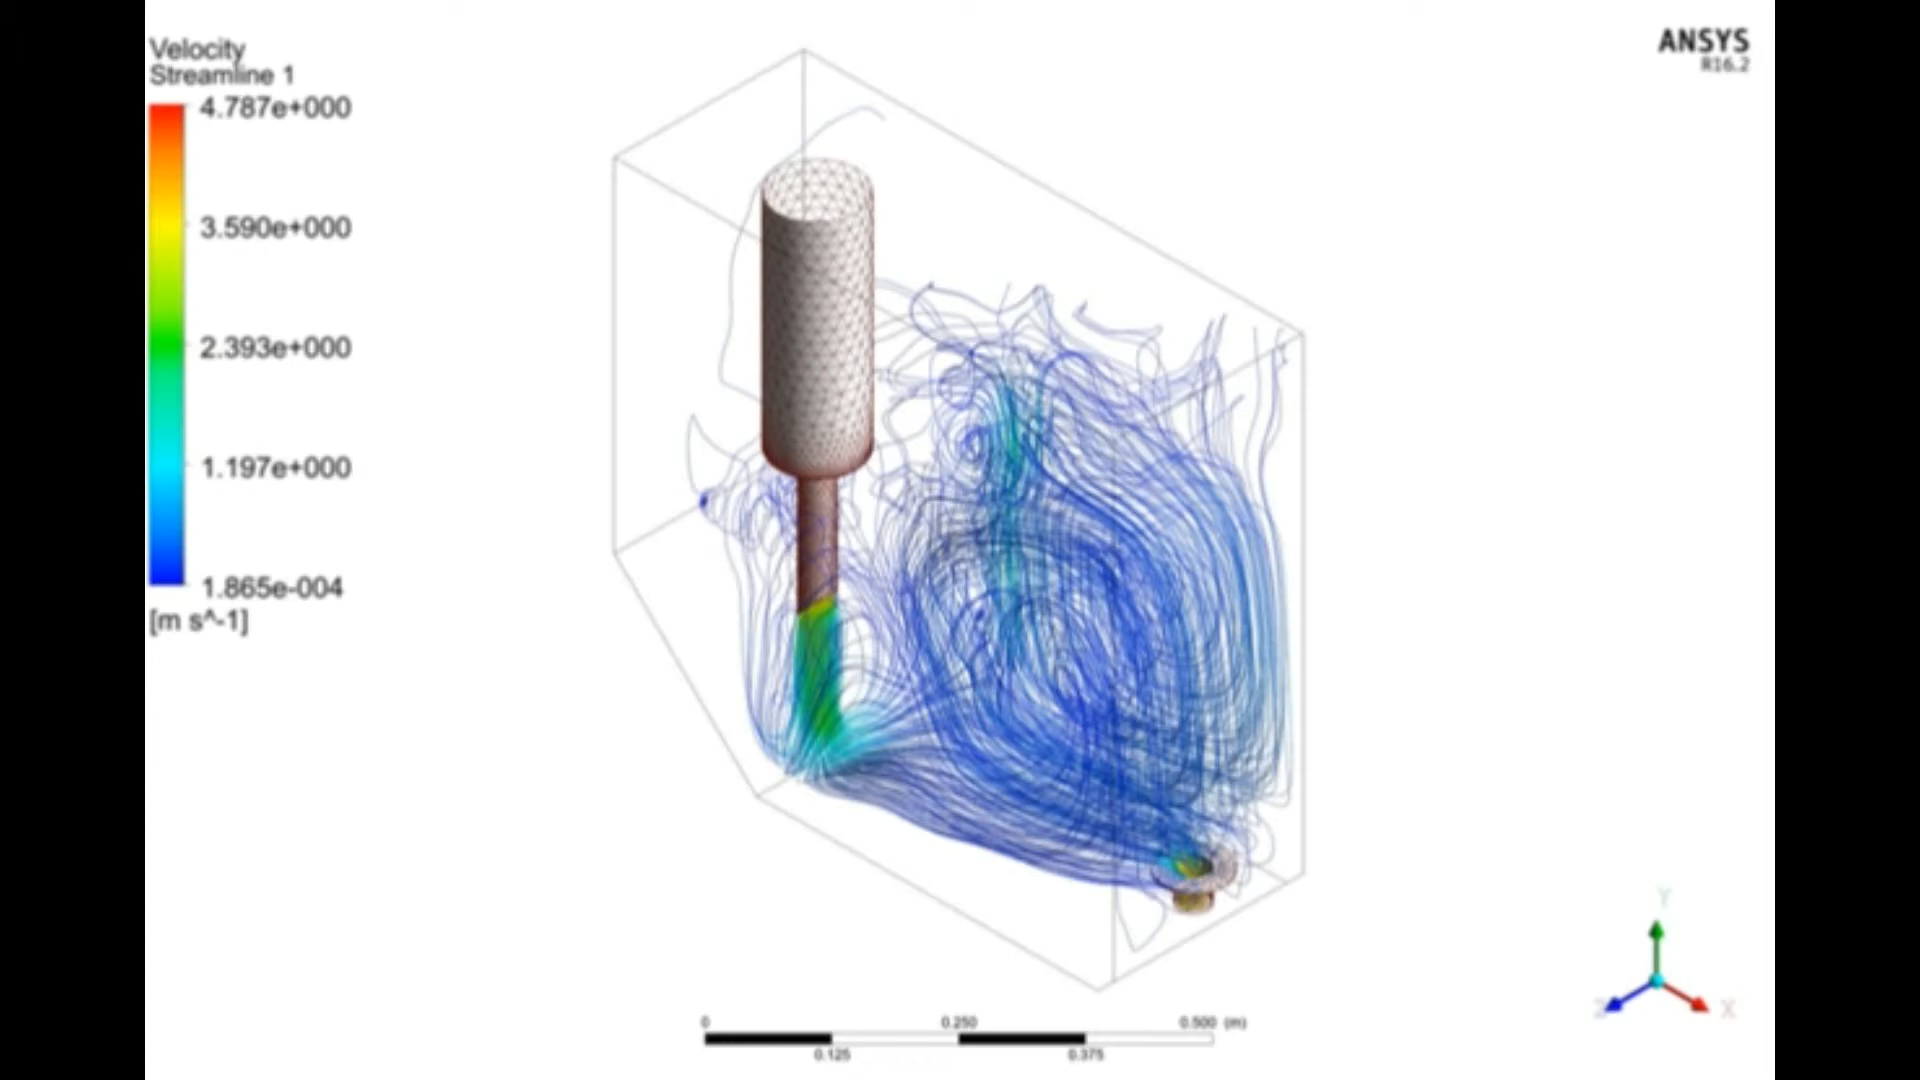 Velocity
Streamline 1
4.787e+000
3.590e+000
2.393e+000
1.197e+000
1.865e-004
[m s^-1]
ANSYS
R16.2
0 0.250 0.500 (m)
0.125 0.375
Y
Z X